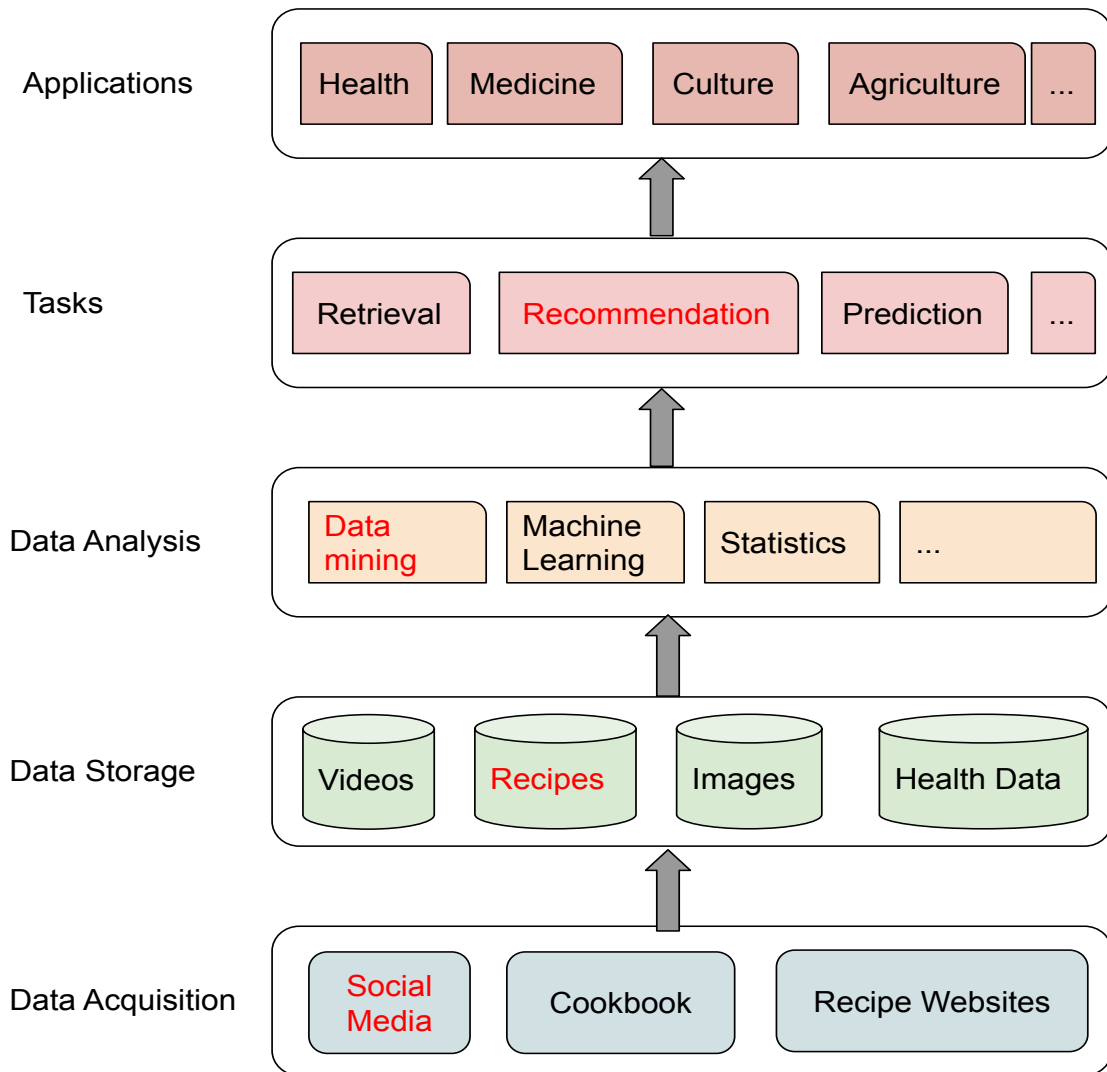 Applications
Health
Medicine
Culture
Agriculture
...
Tasks
Retrieval
Recommendation
Prediction
...
Data Analysis
Data
mining
Machine
Learning
Statistics
...
Data Storage
Videos
Recipes
Images
Health Data
Data Acquisition
Social
Media
Cookbook
Recipe Websites